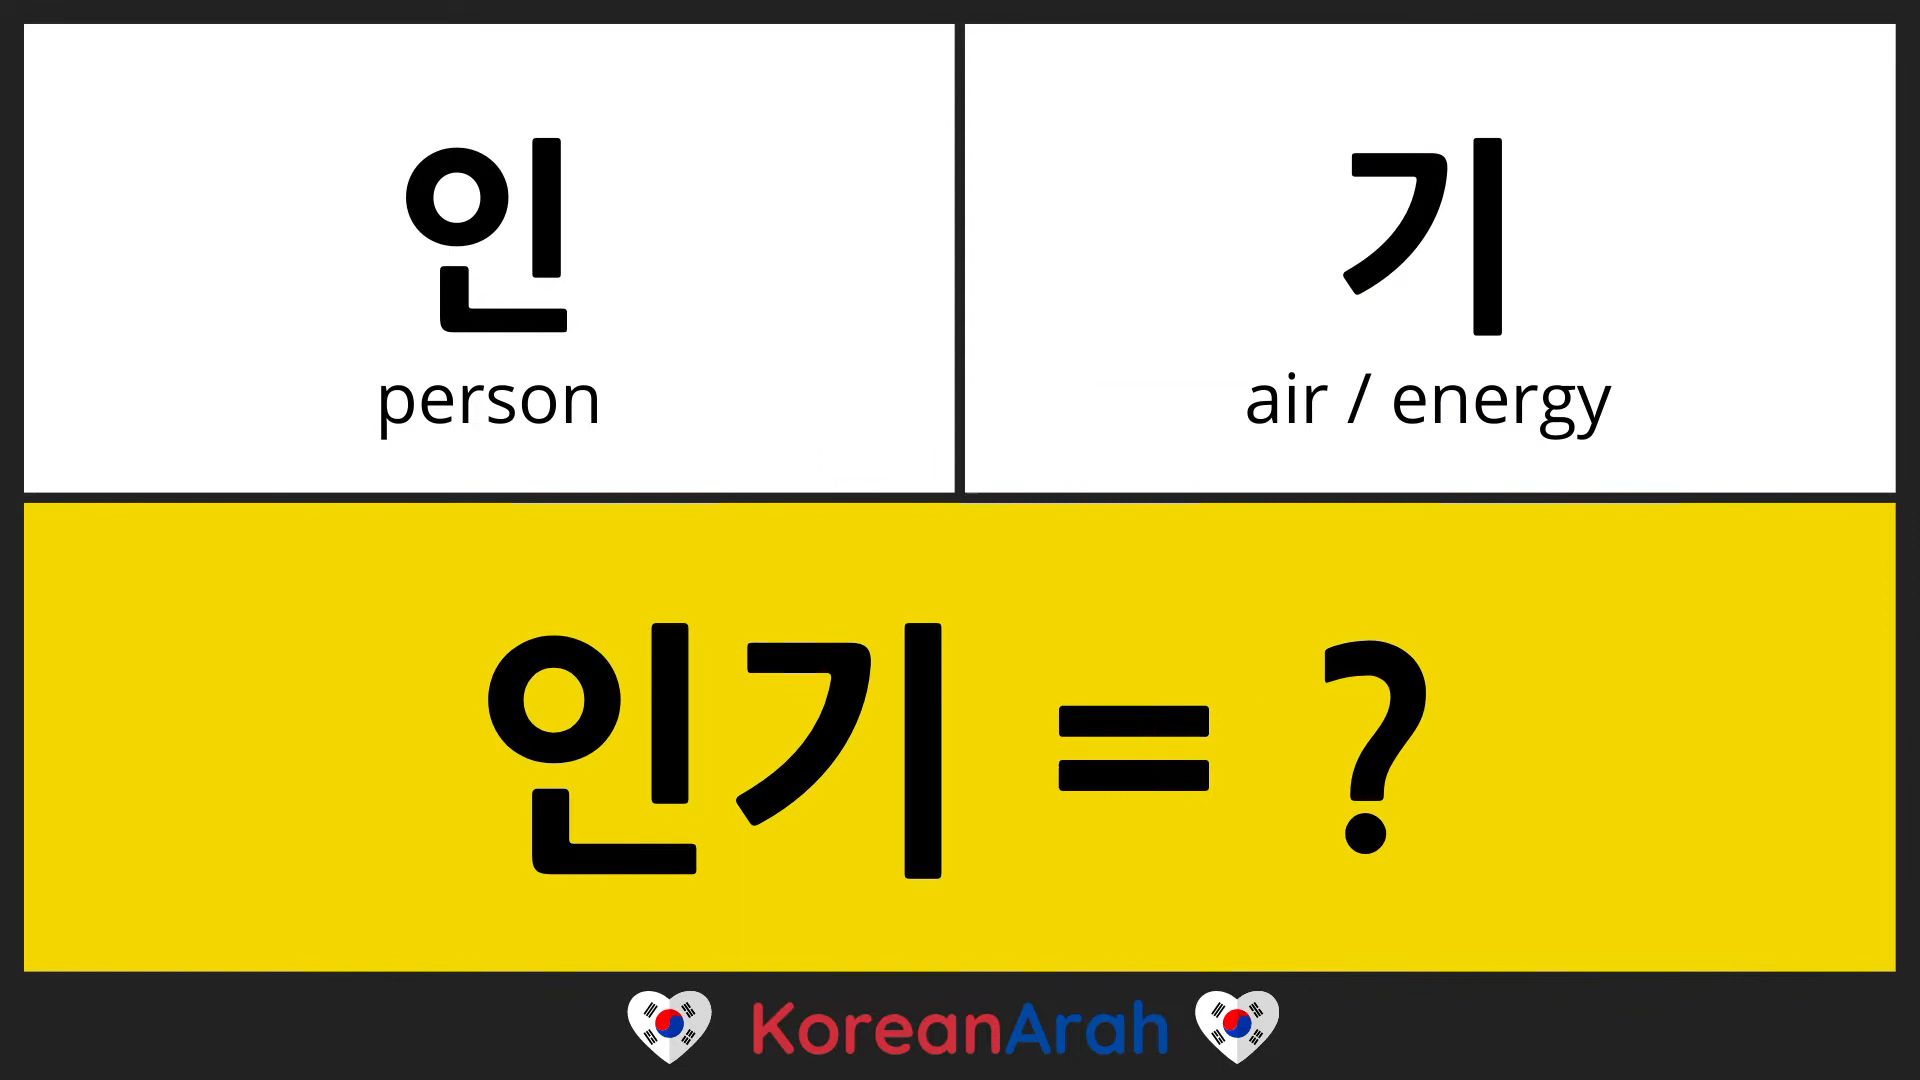 인
person
기
air / energy
인기 = ?
KoreanArah